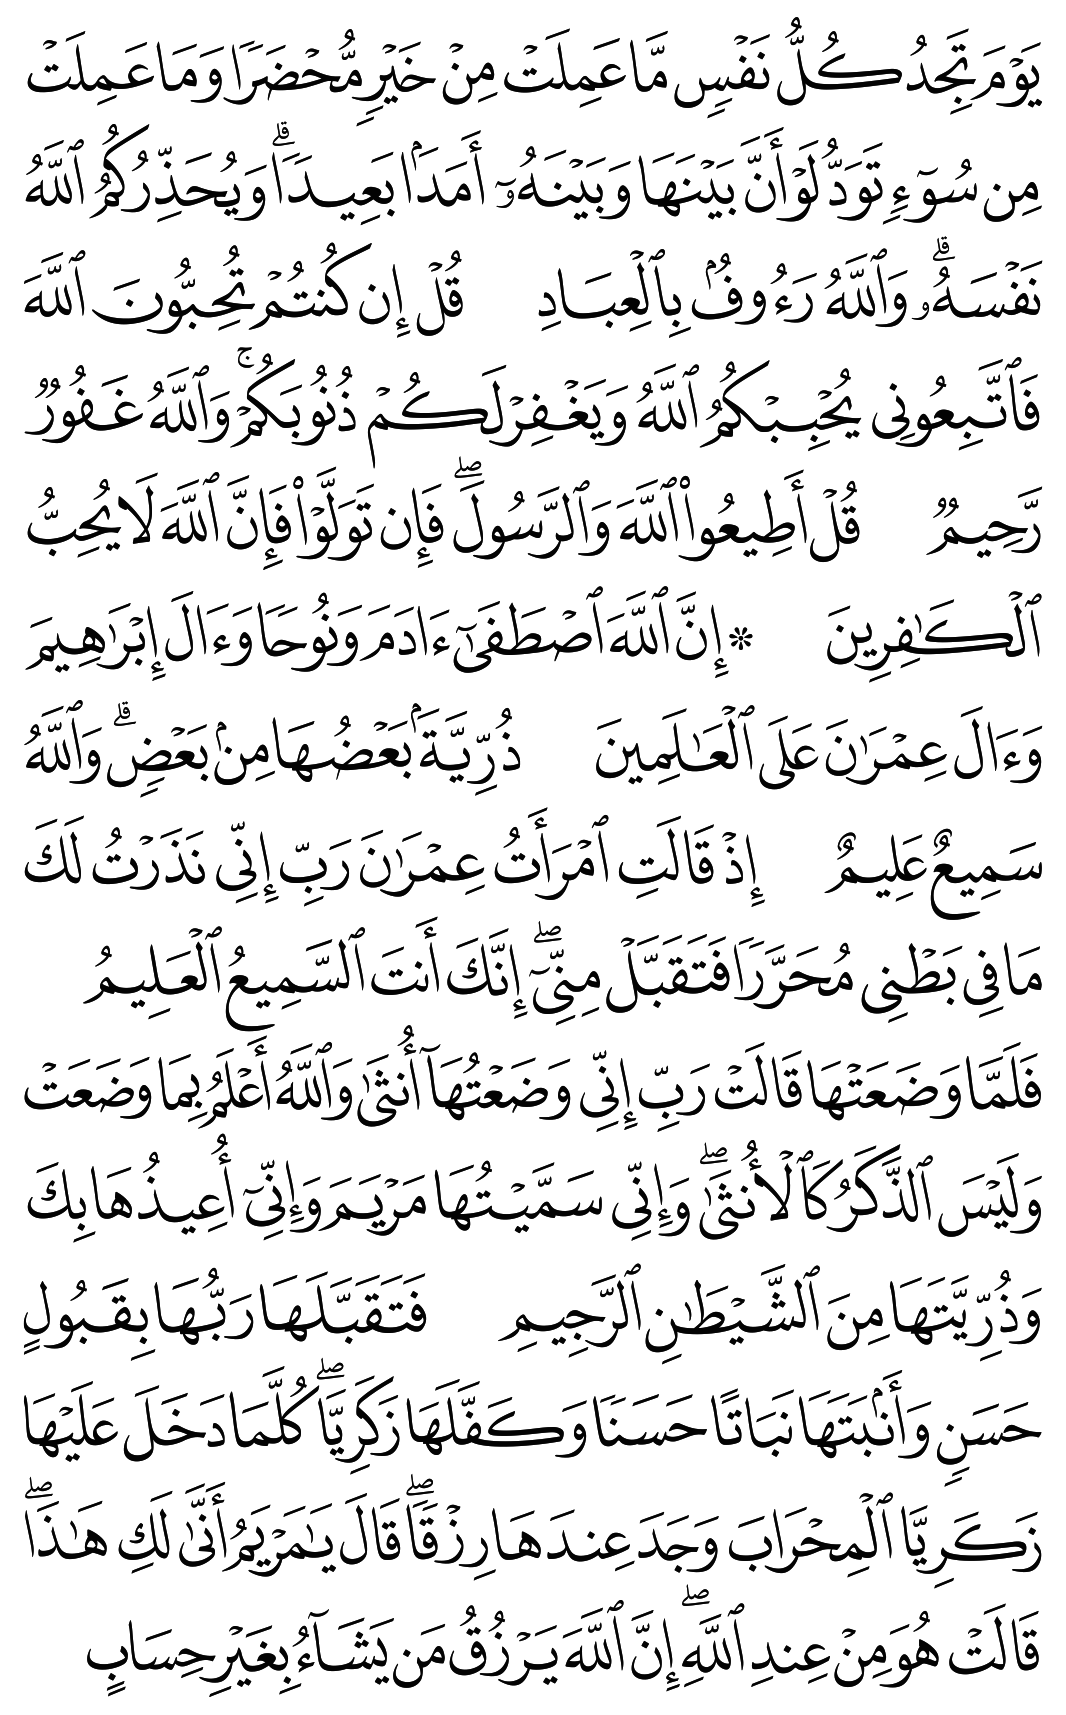 يَوۡمَ تَجِدُ كُلُّ نَفۡسٖ مَّا عَمِلَتۡ مِنۡ خَيۡرٖ مُّحۡضَرٗا وَمَا عَمِلَتۡ
مِن سُوٓءٖ تَوَدُّ لَوۡ أَنَّ بَيۡنَهَا وَبَيۡنَهُۥٓ أَمَدَۢا بَعِيدٗاۗ وَيُحَذِّرُكُمُ ٱللَّهُ
نَفۡسَهُۥۗ وَٱللَّهُ رَءُوفُۢ بِٱلۡعِبَادِ قُلۡ إِن كُنتُمۡ تُحِبُّونَ ٱللَّهَ
فَٱتَّبِعُونِي يُحۡبِبۡكُمُ ٱللَّهُ وَيَغۡفِرۡ لَكُمۡ ذُنُوبَكُمۡۚ وَٱللَّهُ غَفُورٞ
رَّحِيمٞ قُلۡ أَطِيعُواْ ٱللَّهَ وَٱلرَّسُولَۖ فَإِن تَوَلَّوۡاْ فَإِنَّ ٱللَّهَ لَا يُحِبُّ
ٱلۡكَٰفِرِينَ ۞إِنَّ ٱللَّهَ ٱصۡطَفَىٰٓ ءَادَمَ وَنُوحٗا وَءَالَ إِبۡرَٰهِيمَ
وَءَالَ عِمۡرَٰنَ عَلَى ٱلۡعَٰلَمِينَ ذُرِّيَّةَۢ بَعۡضُهَا مِنۢ بَعۡضٖۗ وَٱللَّهُ
سَمِيعٌ عَلِيمٌ إِذۡ قَالَتِ ٱمۡرَأَتُ عِمۡرَٰنَ رَبِّ إِنِّي نَذَرۡتُ لَكَ
مَا فِي بَطۡنِي مُحَرَّرٗا فَتَقَبَّلۡ مِنِّيٓۖ إِنَّكَ أَنتَ ٱلسَّمِيعُ ٱلۡعَلِيمُ
فَلَمَّا وَضَعَتۡهَا قَالَتۡ رَبِّ إِنِّي وَضَعۡتُهَآ أُنثَىٰ وَٱللَّهُ أَعۡلَمُ بِمَا وَضَعَتۡ
وَلَيۡسَ ٱلذَّكَرُ كَٱلۡأُنثَىٰۖ وَإِنِّي سَمَّيۡتُهَا مَرۡيَمَ وَإِنِّيٓ أُعِيذُهَا بِكَ
وَذُرِّيَّتَهَا مِنَ ٱلشَّيۡطَٰنِ ٱلرَّجِيمِ فَتَقَبَّلَهَا رَبُّهَا بِقَبُولٍ
حَسَنٖ وَأَنۢبَتَهَا نَبَاتًا حَسَنٗا وَكَفَّلَهَا زَكَرِيَّاۖ كُلَّمَا دَخَلَ عَلَيۡهَا
زَكَرِيَّا ٱلۡمِحۡرَابَ وَجَدَ عِندَهَا رِزۡقٗاۖ قَالَ يَٰمَرۡيَمُ أَنَّىٰ لَكِ هَٰذَاۖ
قَالَتۡ هُوَ مِنۡ عِندِ ٱللَّهِۖ إِنَّ ٱللَّهَ يَرۡزُقُ مَن يَشَآءُ بِغَيۡرِ حِسَابٍ